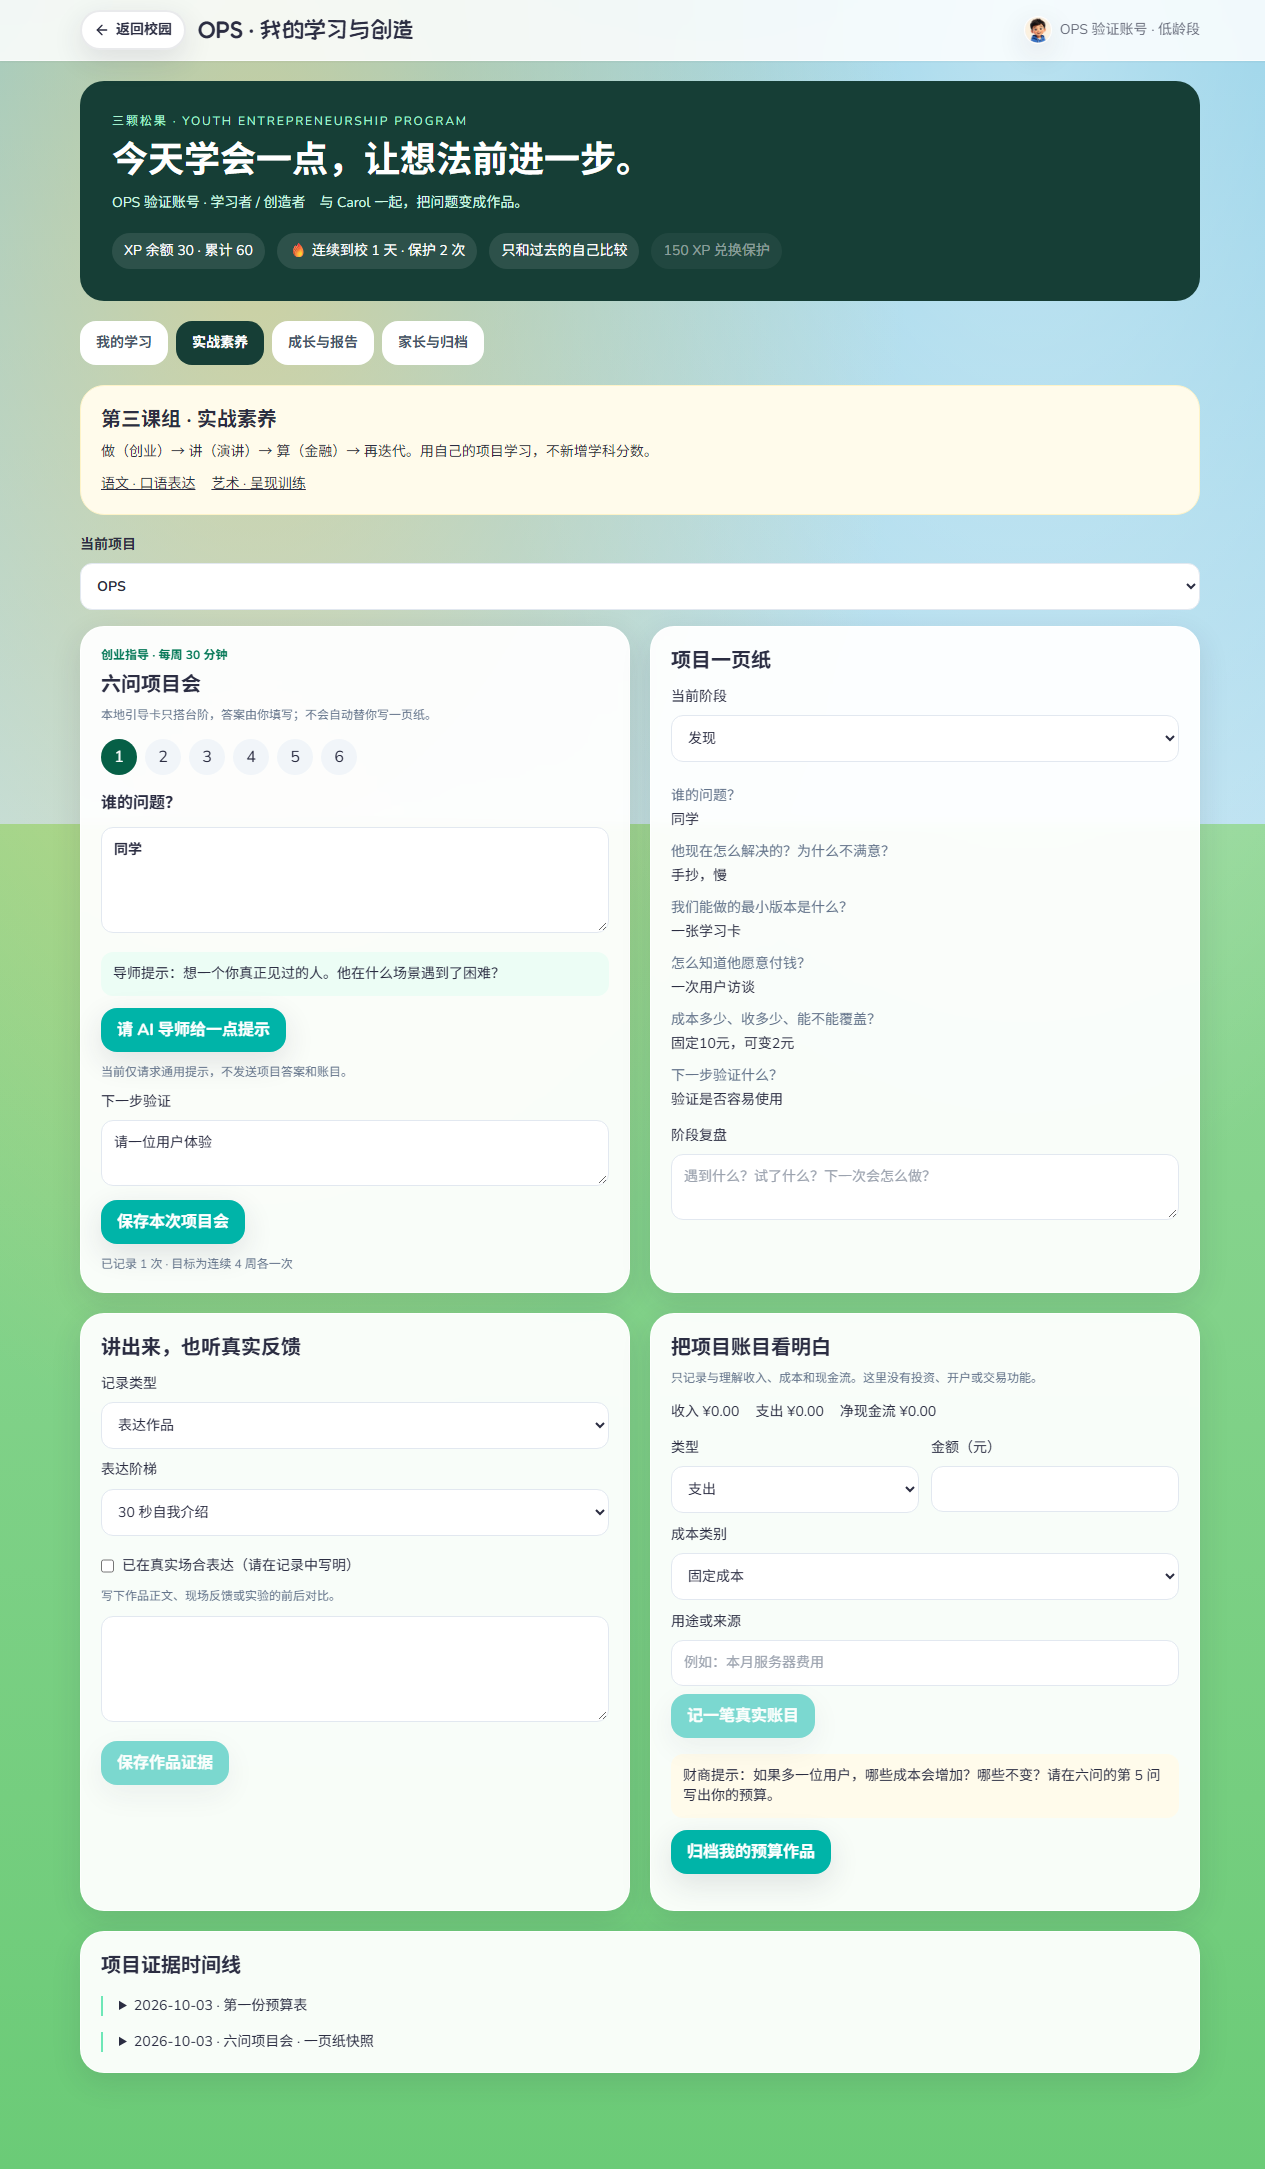 返回校园
OPS · 我的学习与创造
OPS 验证账号 · 低龄段
三颗松果 · YOUTH ENTREPRENEURSHIP PROGRAM
今天学会一点，让想法前进一步。
OPS 验证账号 · 学习者 / 创造者 与 Carol 一起，把问题变成作品。
XP 余额 30 · 累计 60
连续到校 1 天 · 保护 2 次
只和过去的自己比较
150 XP 兑换保护
我的学习
实战素养
成长与报告
家长与归档
第三课组 · 实战素养
做（创业）→ 讲（演讲）→ 算（金融）→ 再迭代。用自己的项目学习，不新增学科分数。
语文 · 口语表达
艺术 · 呈现训练
当前项目
OPS
创业指导 · 每周 30 分钟
六问项目会
本地引导卡只搭台阶，答案由你填写；不会自动替你写一页纸。
1
2
3
4
5
6
谁的问题？
同学
导师提示：想一个你真正见过的人。他在什么场景遇到了困难？
请 AI 导师给一点提示
当前仅请求通用提示，不发送项目答案和账目。
下一步验证
请一位用户体验
保存本次项目会
已记录 1 次 · 目标为连续 4 周各一次
项目一页纸
当前阶段
发现
谁的问题？
同学
他现在怎么解决的？为什么不满意？
手抄，慢
我们能做的最小版本是什么？
一张学习卡
怎么知道他愿意付钱？
一次用户访谈
成本多少、收多少、能不能覆盖？
固定10元，可变2元
下一步验证什么？
验证是否容易使用
阶段复盘
遇到什么？试了什么？下一次会怎么做？
讲出来，也听真实反馈
记录类型
表达作品
表达阶梯
30 秒自我介绍
已在真实场合表达（请在记录中写明）
写下作品正文、现场反馈或实验的前后对比。
保存作品证据
把项目账目看明白
只记录与理解收入、成本和现金流。这里没有投资、开户或交易功能。
收入 ¥0.00 支出 ¥0.00 净现金流 ¥0.00
类型
金额（元）
支出
成本类别
固定成本
用途或来源
例如：本月服务器费用
记一笔真实账目
财商提示：如果多一位用户，哪些成本会增加？哪些不变？请在六问的第 5 问
写出你的预算。
归档我的预算作品
项目证据时间线
2026-10-03 · 第一份预算表
2026-10-03 · 六问项目会 · 一页纸快照